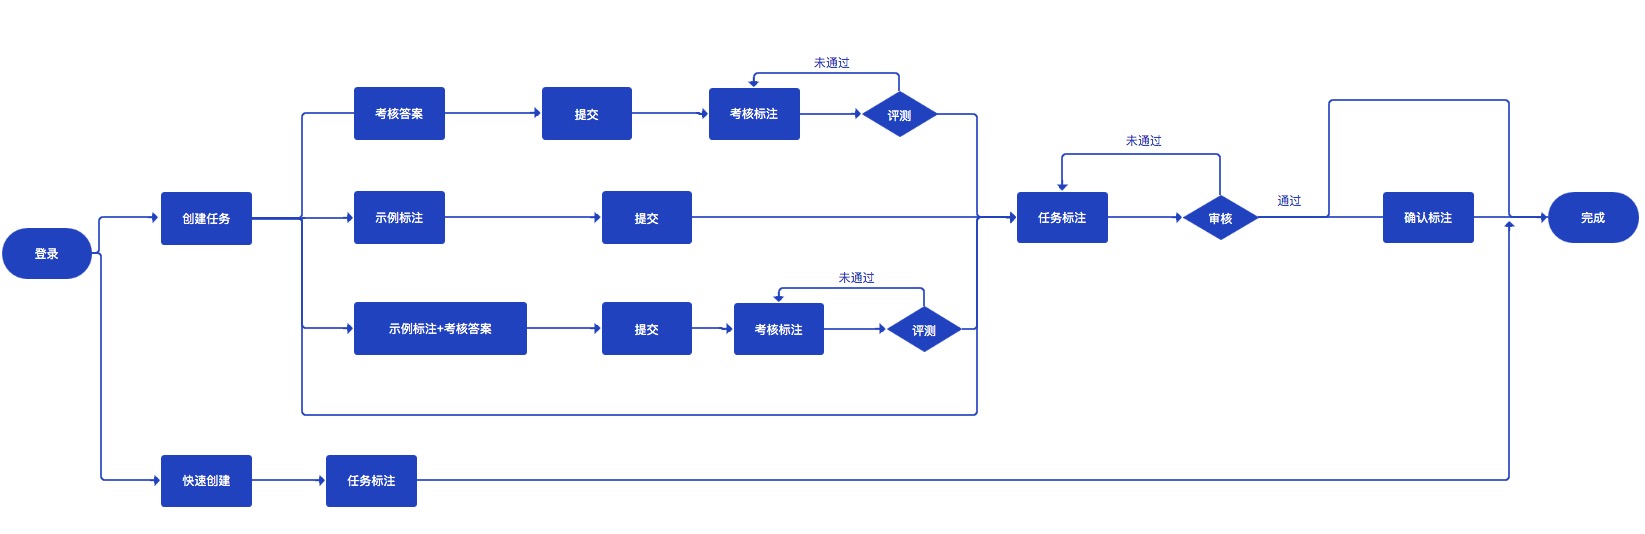 未通过
考核答案
提交
考核标注
评测
未通过
登录
创建任务
示例标注
提交
任务标注
审核
通过
确认标注
完成
未通过
示例标注+考核答案
提交
考核标注
评测
快速创建
任务标注